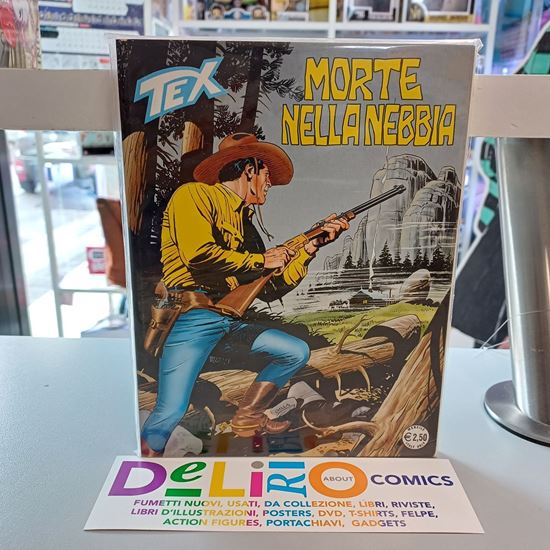 TEX
MORTE
NELLA NEBBIA
€ 2,50
DELIRIO
ABOUT
COMICS
FUMETTI NUOVI, USATI, DA COLLEZIONE, LIBRI, RIVISTE,
LIBRI D'ILLUSTRAZIONI, POSTERS, DVD, T-SHIRTS, FELPE,
ACTION FIGURES, PORTACHIAVI, GADGETS